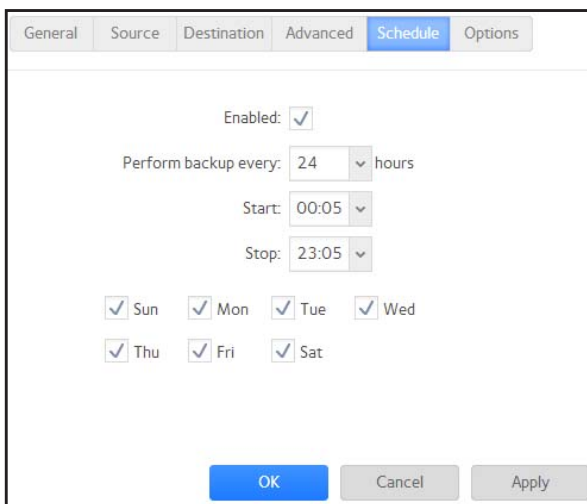 General Source Destination Advanced Schedule Options
Enabled:
Perform backup every: 24 hours
Start: 00:05
Stop: 23:05
Sun Mon Tue Wed
Thu Fri Sat
OK Cancel Apply